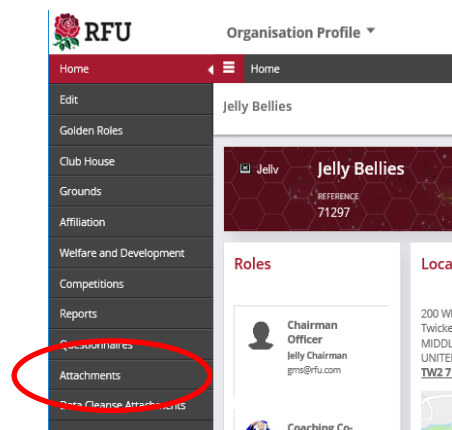 RFU
Organisation Profile
Home
Home
Edit
Jelly Bellies
Golden Roles
Club House
Jelly
Jelly Bellies
Grounds
REFERENCE
71297
Affiliation
Welfare and Development
Roles
Loca
Competitions
Reports
200 W
Chairman
Officer
Twicke
MIDDL
Questionnaires
Jelly Chairman
UNITE
gms@rfu.com
TW2 7
Attachments
Data Cleanse Attachments
Coaching Co-